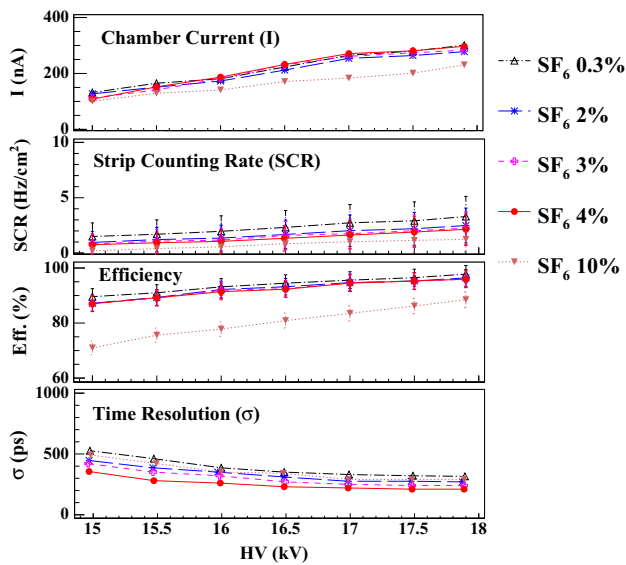 400
200
0
I (nA)
Chamber Current (I)
10
5
0
SCR (Hz/cm²)
Strip Counting Rate (SCR)
100
80
60
Eff. (%)
Efficiency
1000
500
0
σ (ps)
Time Resolution (σ)
15 15.5 16 16.5 17 17.5 18
HV (kV)
SF₆ 0.3%
SF₆ 2%
SF₆ 3%
SF₆ 4%
SF₆ 10%